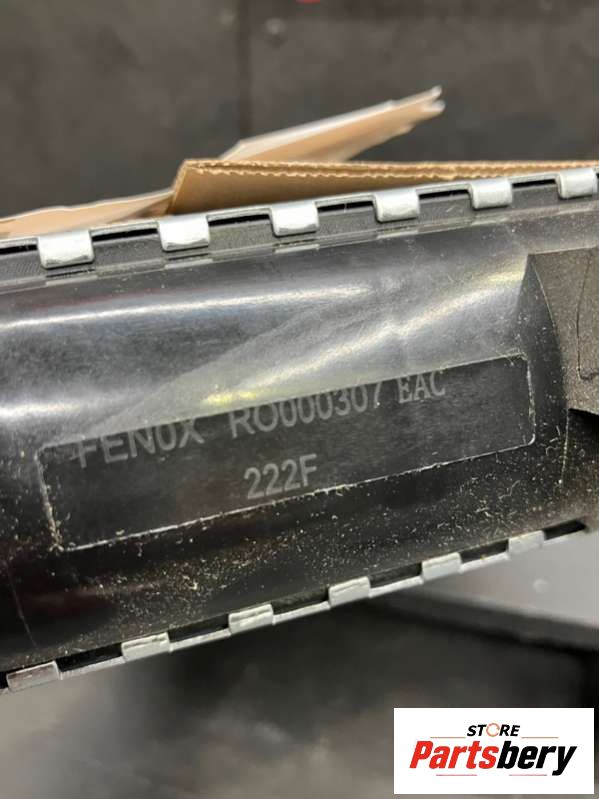 FENOX RO000307 EAC
222F
STORE
Partsbery